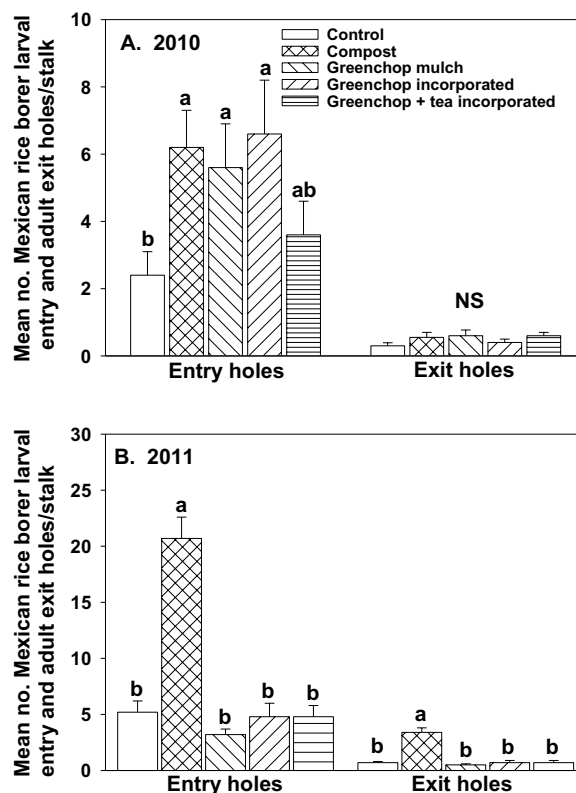 Mean no. Mexican rice borer larval
entry and adult exit holes/stalk
A. 2010
Control
Compost
Greenchop mulch
Greenchop incorporated
Greenchop + tea incorporated
10
8
6
4
2
0
b
a
a
a
ab
NS
Entry holes
Exit holes
Mean no. Mexican rice borer larval
entry and adult exit holes/stalk
B. 2011
30
25
20
15
10
5
0
b
a
b
b
b
b
a
b
b
b
Entry holes
Exit holes